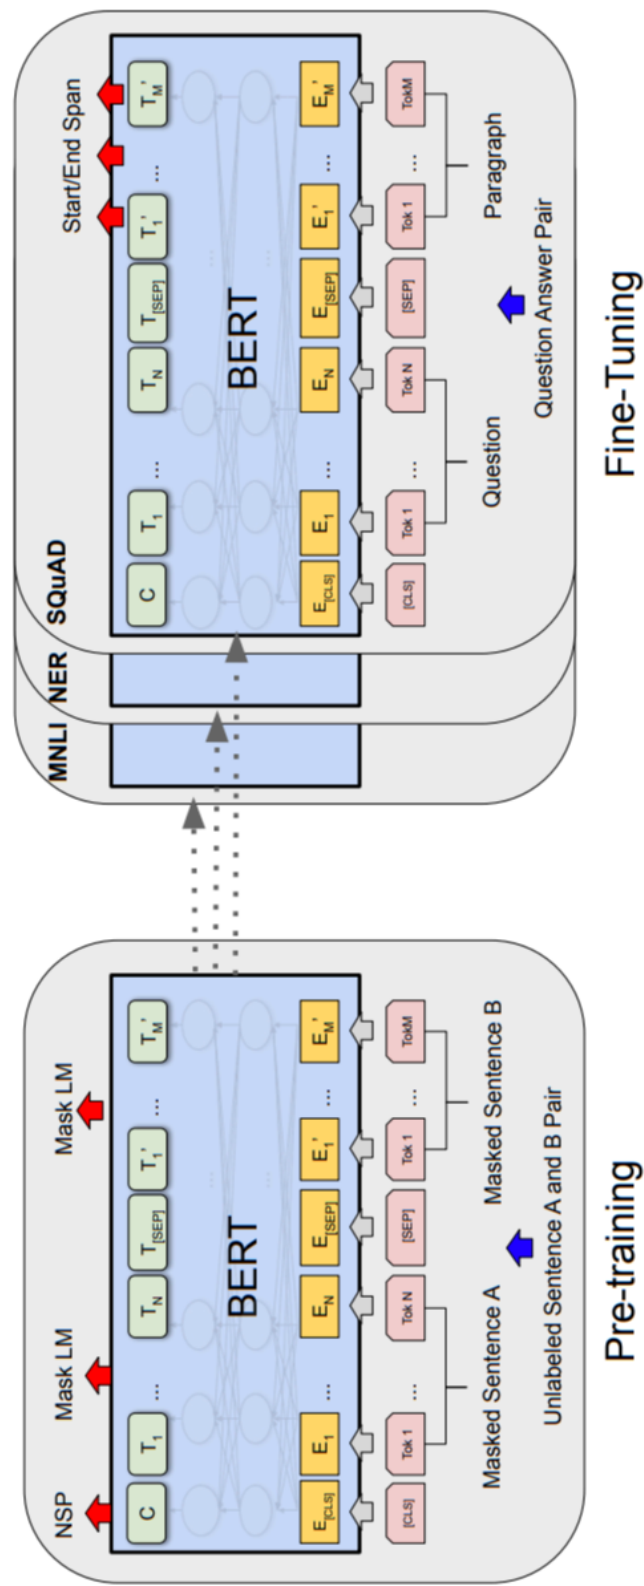 NSP Mask LM Mask LM
C T1 ... TN T[SEP] T1' ... TM'
... 
BERT
...
E[CLS] E1 ... EN E[SEP] E1' ... EM'
[CLS] Tok 1 ... Tok N [SEP] Tok 1 ... TokM
Masked Sentence A Masked Sentence B
Unlabeled Sentence A and B Pair
Pre-training
MNLI NER SQuAD Start/End Span
C T1 ... TN T[SEP] T1' ... TM'
...
BERT
...
E[CLS] E1 ... EN E[SEP] E1' ... EM'
[CLS] Tok 1 ... Tok N [SEP] Tok 1 ... TokM
Question Paragraph
Question Answer Pair
Fine-Tuning